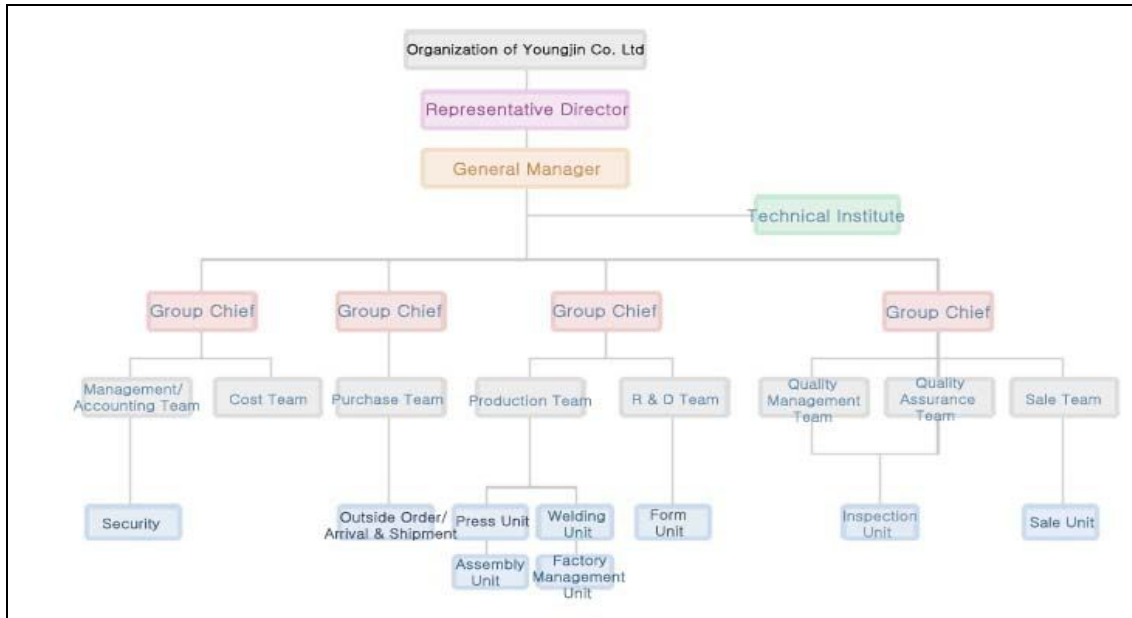 Organization of Youngjin Co. Ltd
Representative Director
General Manager
Technical Institute
Group Chief
Group Chief
Group Chief
Group Chief
Management/
Accounting Team
Cost Team
Purchase Team
Production Team
R & D Team
Quality
Management
Team
Quality
Assurance
Team
Sale Team
Security
Outside Order/
Arrival & Shipment
Press Unit
Welding
Unit
Form
Unit
Inspection
Unit
Sale Unit
Assembly
Unit
Factory
Management
Unit